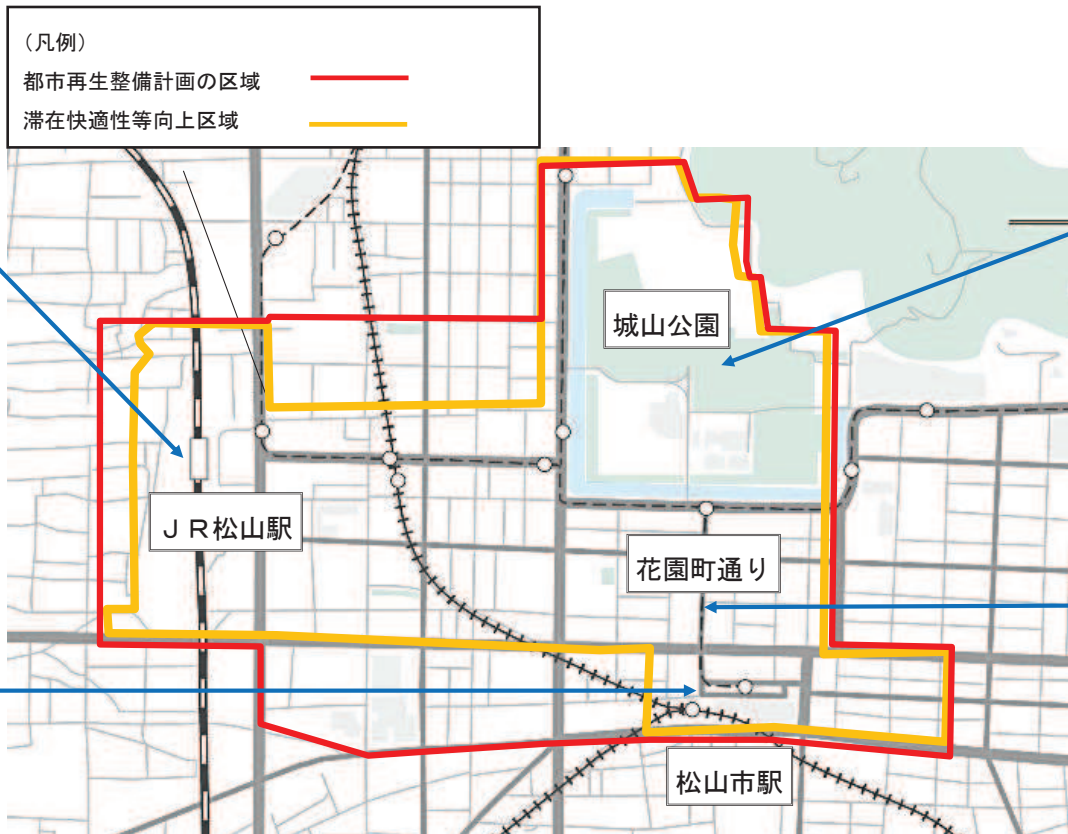 (凡例)
都市再生整備計画の区域
滞在快適性等向上区域
城山公園
JR松山駅
花園町通り
松山市駅